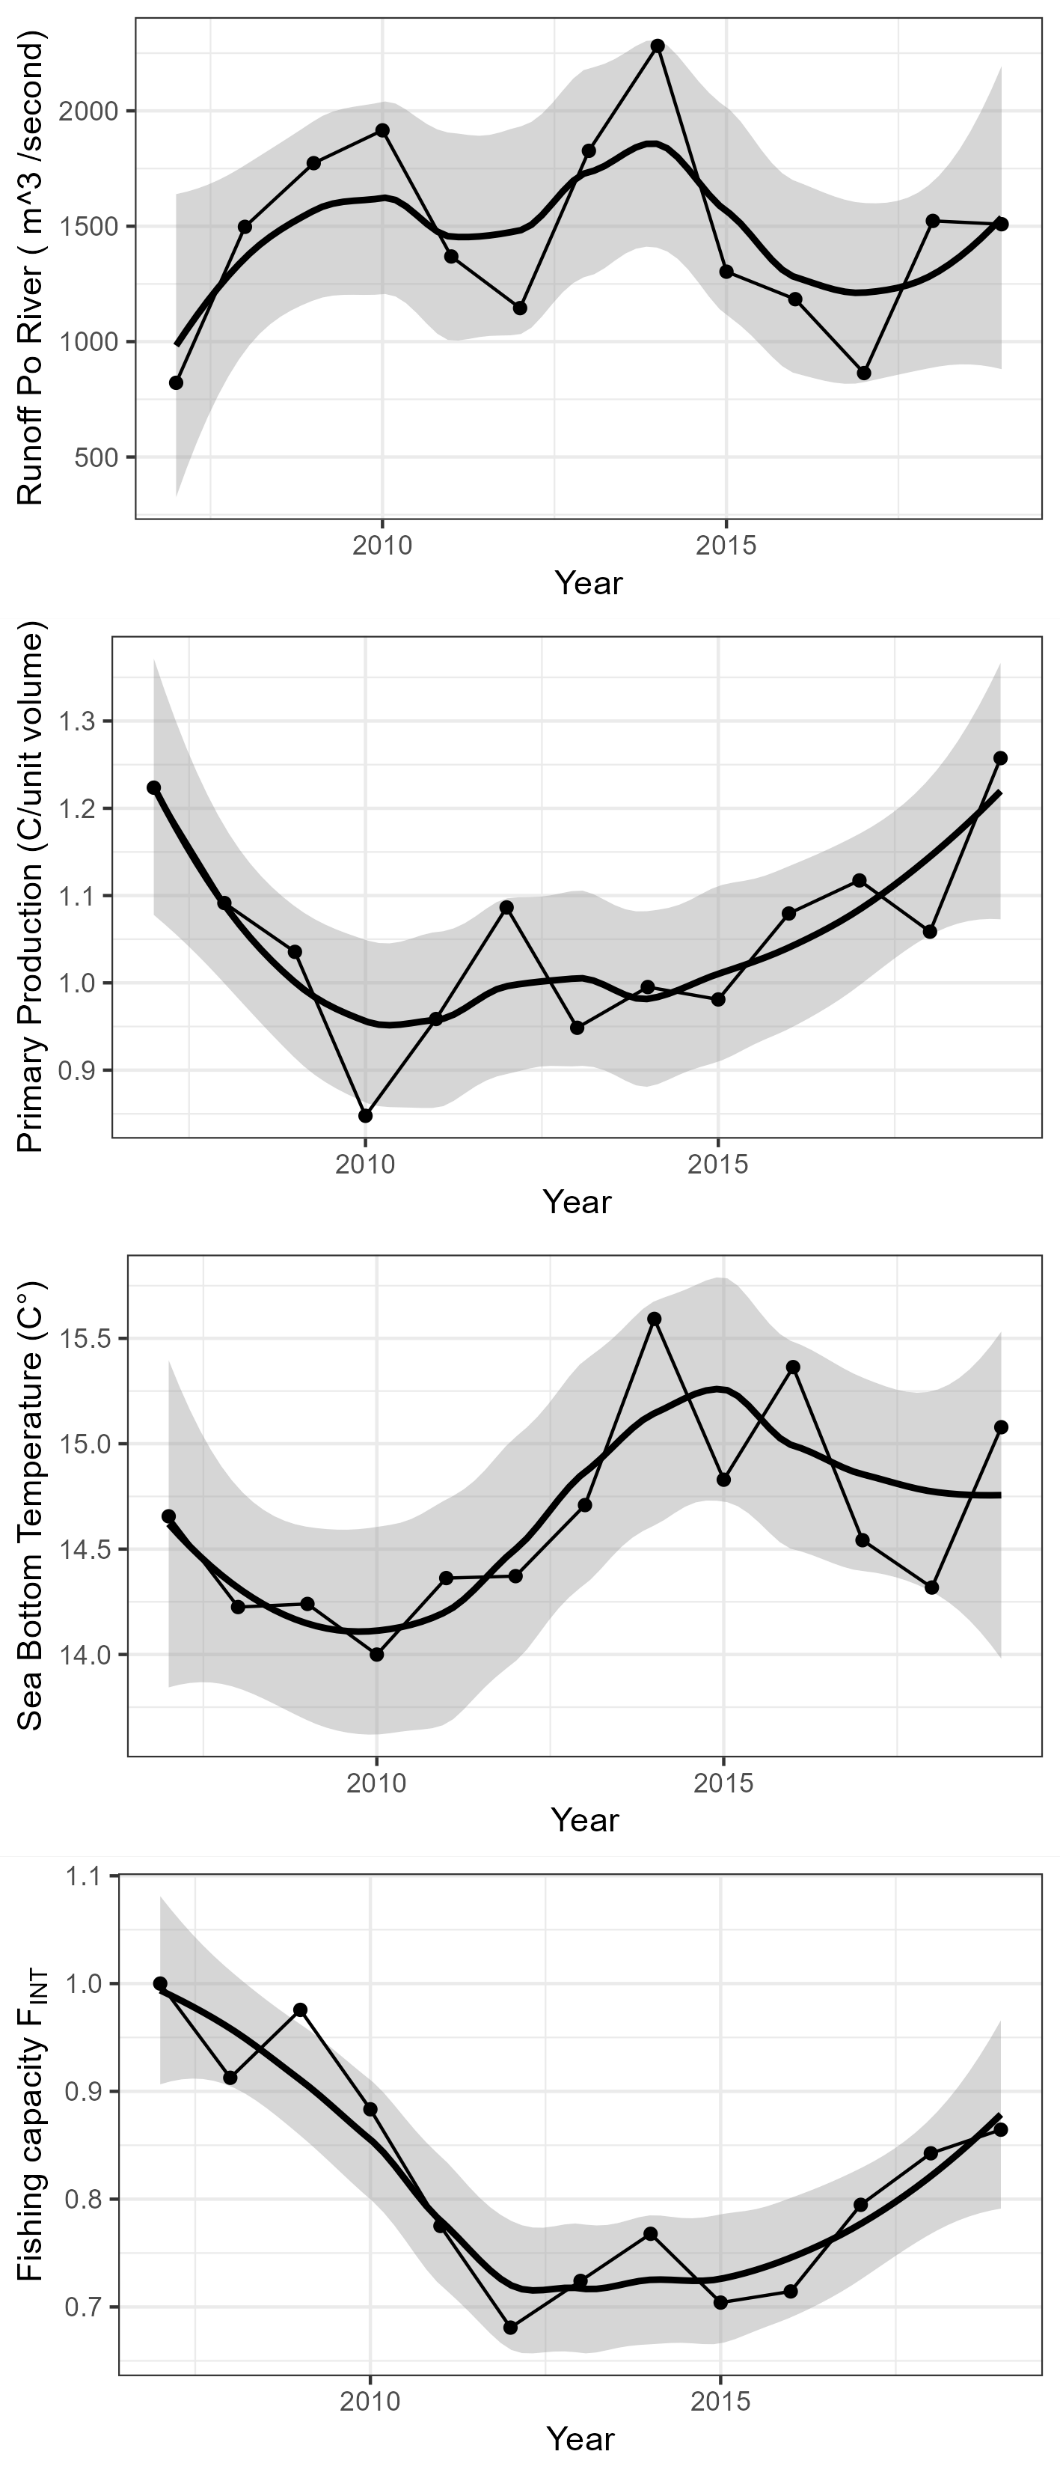 Runoff Po River ( m^3 /second)
2000
1500
1000
500
2010 2015
Year
Primary Production (C/unit volume)
1.3
1.2
1.1
1.0
0.9
2010 2015
Year
Sea Bottom Temperature (C°)
15.5
15.0
14.5
14.0
2010 2015
Year
Fishing capacity FINT
1.1
1.0
0.9
0.8
0.7
2010 2015
Year